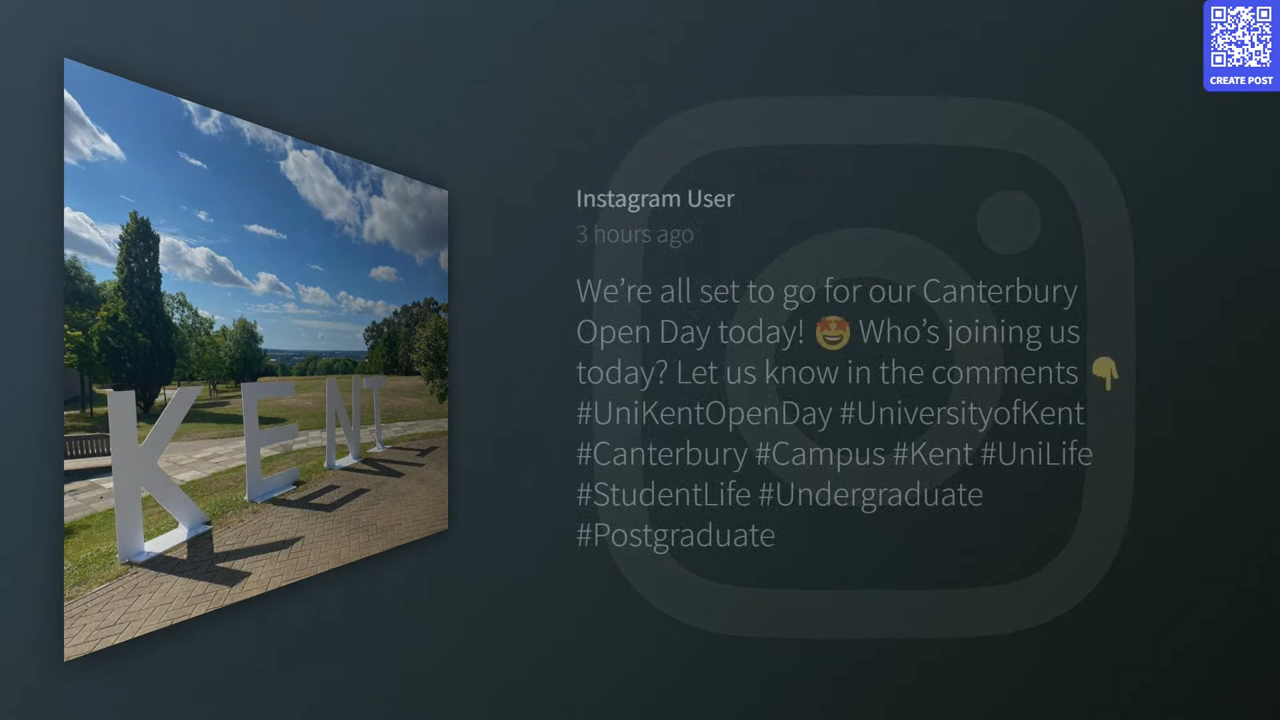 CREATE POST
KENT
Instagram User
3 hours ago
We’re all set to go for our Canterbury
Open Day today! 🤩 Who’s joining us
today? Let us know in the comments 👇
#UniKentOpenDay #UniversityofKent
#Canterbury #Campus #Kent #UniLife
#StudentLife #Undergraduate
#Postgraduate